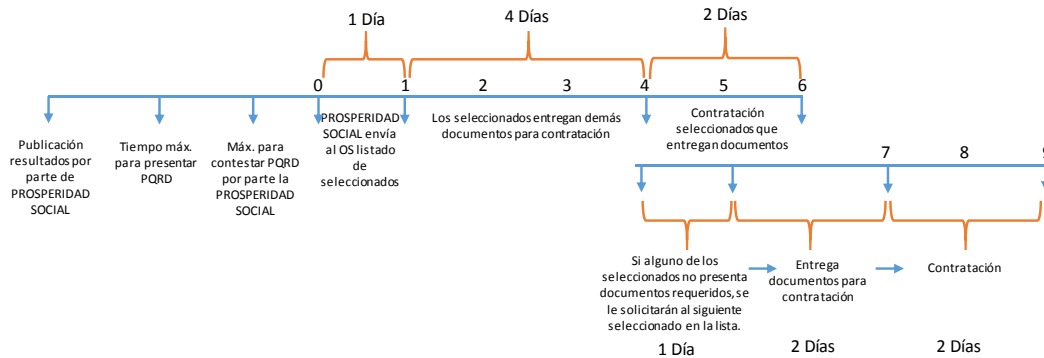 1 Día
4 Días
2 Días
0
1
2
3
4
5
6
Publicación
resultados por
parte de
PROSPERIDAD
SOCIAL
Tiempo máx.
para presentar
PQRD
Máx. para
contestar PQRD
por parte la
PROSPERIDAD
SOCIAL
PROSPERIDAD
SOCIAL envía
al OS listado
de
seleccionados
Los seleccionados entregan demás
documentos para contratación
Contratación
seleccionados que
entregan documentos
7
8
9
Si alguno de los
seleccionados no presenta
documentos requeridos, se
le solicitarán al siguiente
seleccionado en la lista.
Entrega
documentos para
contratación
Contratación
1 Día
2 Días
2 Días